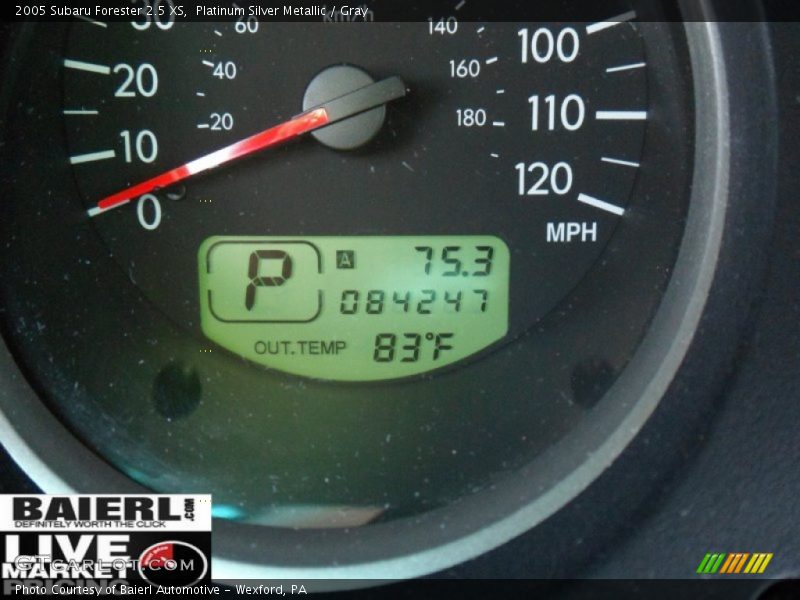 2005 Subaru Forester 2.5 XS, Platinum Silver Metallic / Gray
30 60 km/h 140
20 40 160 100
10 20 180 110
0 120
MPH
P A 75.3
084247
OUT.TEMP 83°F
BAIERL.COM
DEFINITELY WORTH THE CLICK
LIVE
MARKET
GTCARLOT.COM
Photo Courtesy of Baierl Automotive – Wexford, PA